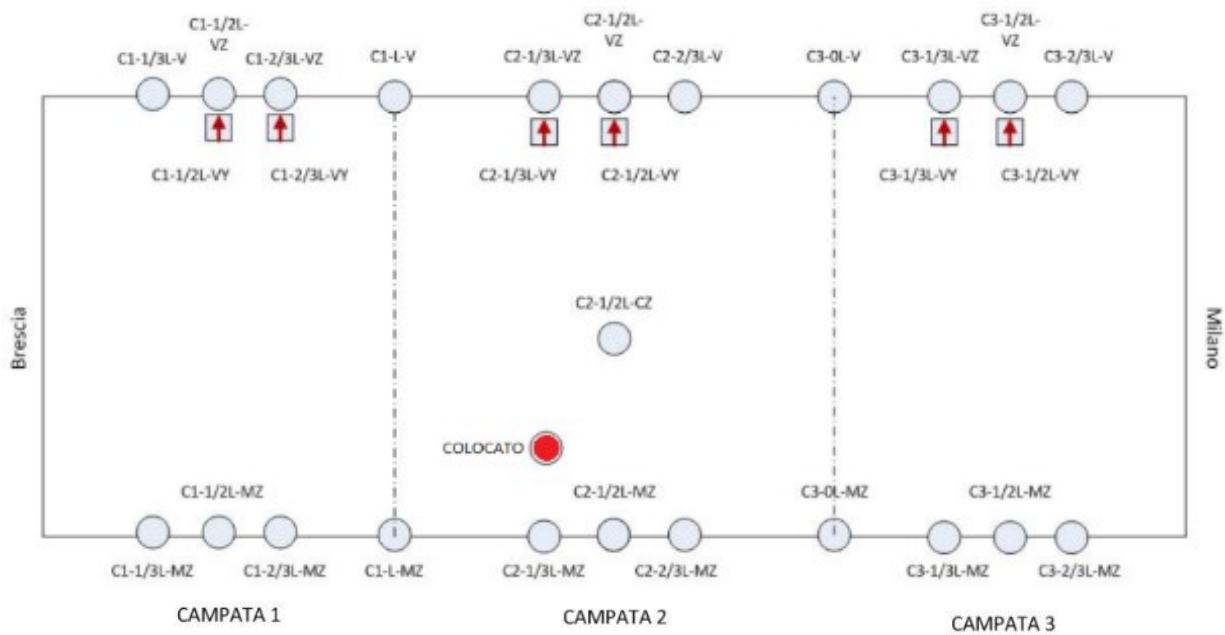 C1-1/2L-
VZ
C2-1/2L-
VZ
C3-1/2L-
VZ
C1-1/3L-V
C1-2/3L-VZ
C1-L-V
C2-1/3L-VZ
C2-2/3L-V
C3-0L-V
C3-1/3L-VZ
C3-2/3L-V
C1-1/2L-VY
C1-2/3L-VY
C2-1/3L-VY
C2-1/2L-VY
C3-1/3L-VY
C3-1/2L-VY
Brescia
C2-1/2L-CZ
Milano
COLOCATO
C1-1/2L-MZ
C2-1/2L-MZ
C3-0L-MZ
C3-1/2L-MZ
C1-1/3L-MZ
C1-2/3L-MZ
C1-L-MZ
C2-1/3L-MZ
C2-2/3L-MZ
C3-1/3L-MZ
C3-2/3L-MZ
CAMPATA 1
CAMPATA 2
CAMPATA 3